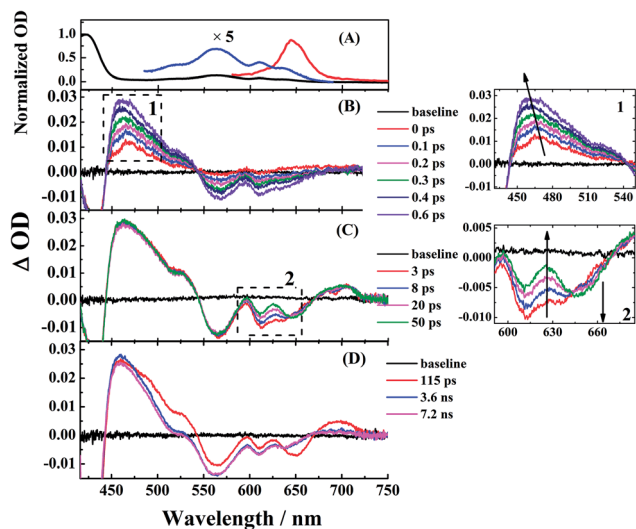 Normalized OD
1.0
0.5
0.0
× 5
(A)
0.03
0.02
0.01
0.00
-0.01
1
(B)
baseline
0 ps
0.1 ps
0.2 ps
0.3 ps
0.4 ps
0.6 ps
Δ OD
0.03
0.02
0.01
0.00
-0.01
(C)
2
baseline
3 ps
8 ps
20 ps
50 ps
0.03
0.02
0.01
0.00
-0.01
(D)
baseline
115 ps
3.6 ns
7.2 ns
450 500 550 600 650 700 750
Wavelength / nm
0.03
0.02
0.01
0.00
-0.01
1
450 480 510 540
0.005
0.000
-0.005
-0.010
2
600 630 660